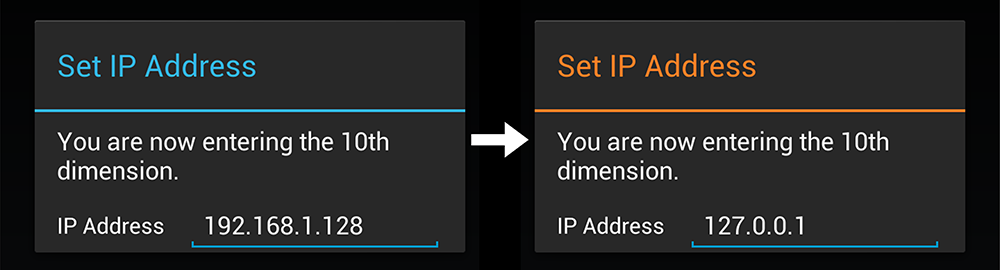 Set IP Address
You are now entering the 10th
dimension.
IP Address 192.168.1.128
Set IP Address
You are now entering the 10th
dimension.
IP Address 127.0.0.1